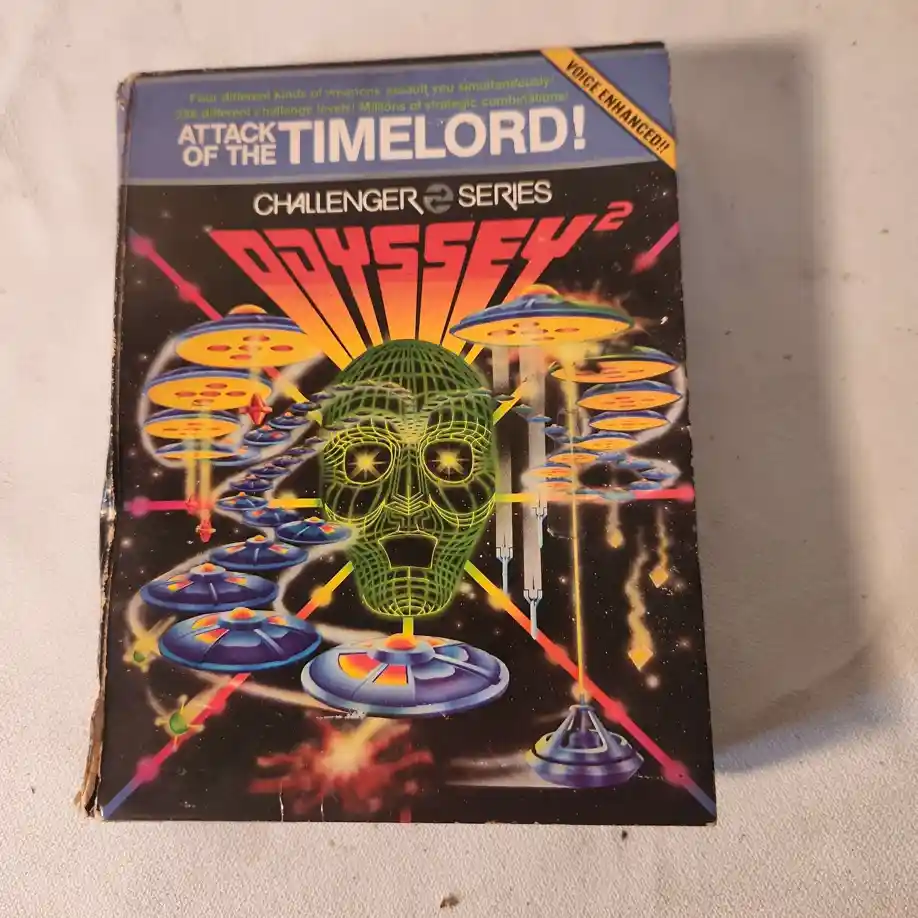 Four different kinds of weapons assault you simultaneously!
256 different challenge levels! Millions of strategic combinations!
VOICE ENHANCED!!
ATTACK
OF THE TIMELORD!
CHALLENGER SERIES
ODYSSEY²